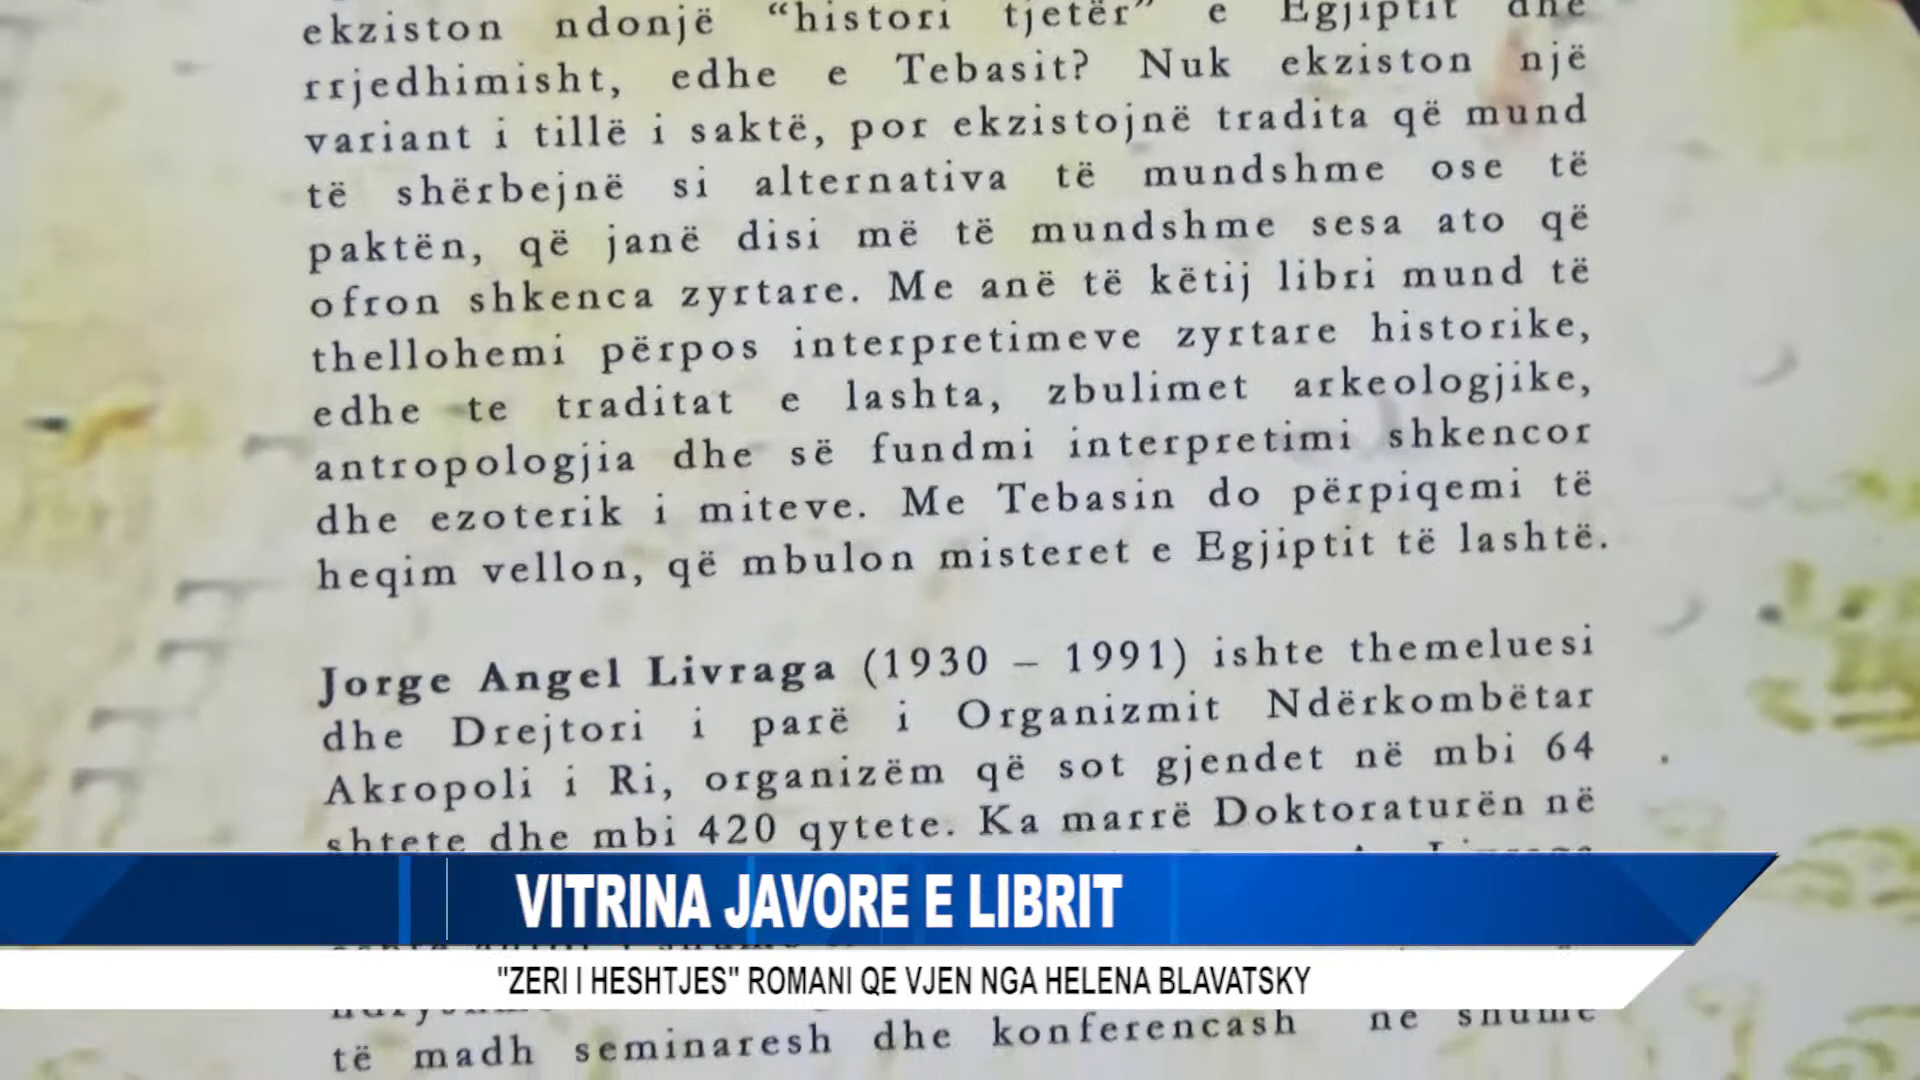 ekziston ndonjë “histori tjetër” e Egjiptit dhe
rrjedhimisht, edhe e Tebasit? Nuk ekziston një
variant i tillë i saktë, por ekzistojnë tradita që mund
të shërbejnë si alternativa të mundshme ose të
paktën, që janë disi më të mundshme sesa ato që
ofron shkenca zyrtare. Me anë të këtij libri mund të
thellohemi përpos interpretimeve zyrtare historike,
edhe te traditat e lashta, zbulimet arkeologjike,
antropologjia dhe së fundmi interpretimi shkencor
dhe ezoterik i miteve. Me Tebasin do përpiqemi të
heqim vellon, që mbulon misteret e Egjiptit të lashtë.
Jorge Angel Livraga (1930 – 1991) ishte themeluesi
dhe Drejtori i parë i Organizmit Ndërkombëtar
Akropoli i Ri, organizëm që sot gjendet në mbi 64
shtete dhe mbi 420 qytete. Ka marrë Doktoraturën në
VITRINA JAVORE E LIBRIT
"ZERI I HESHTJES" ROMANI QE VJEN NGA HELENA BLAVATSKY
të madh seminaresh dhe konferencash në shumë